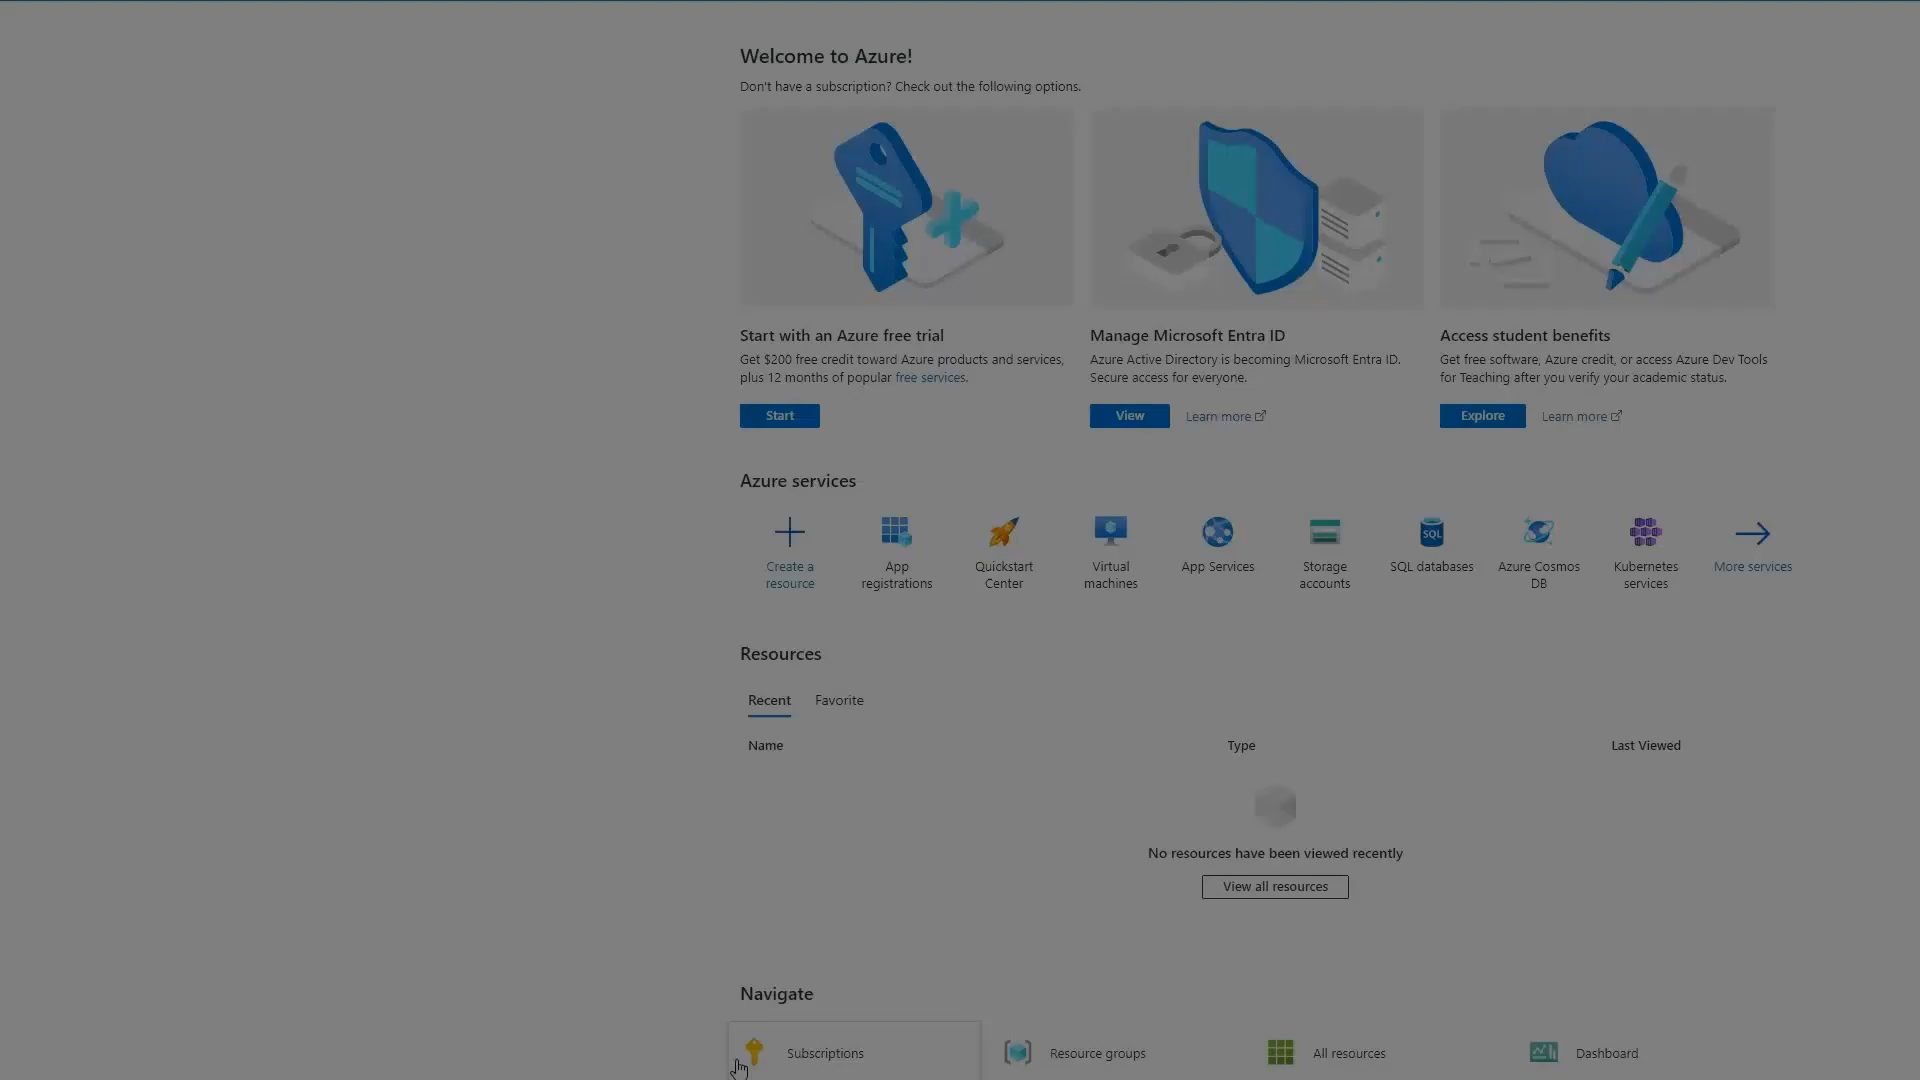 Welcome to Azure!
Don't have a subscription? Check out the following options.
Start with an Azure free trial
Get $200 free credit toward Azure products and services,
plus 12 months of popular free services.
Start
Manage Microsoft Entra ID
Azure Active Directory is becoming Microsoft Entra ID.
Secure access for everyone.
View Learn more
Access student benefits
Get free software, Azure credit, or access Azure Dev Tools
for Teaching after you verify your academic status.
Explore Learn more
Azure services
Create a
resource
App
registrations
Quickstart
Center
Virtual
machines
App Services
Storage
accounts
SQL
SQL databases
Azure Cosmos
DB
Kubernetes
services
More services
Resources
Recent Favorite
Name Type Last Viewed
No resources have been viewed recently
View all resources
Navigate
Subscriptions Resource groups All resources Dashboard